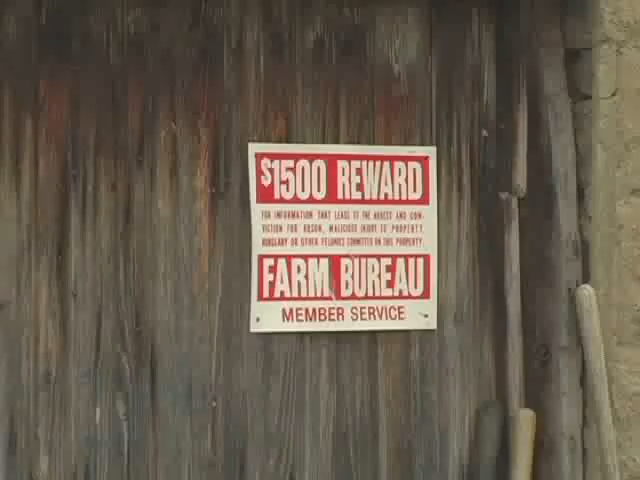 $1500 REWARD
FOR INFORMATION THAT LEADS TO THE ARREST AND CON-
VICTION FOR ARSON, MALICIOUS INJURY TO PROPERTY,
BURGLARY OR OTHER FELONIES COMMITTED ON THIS PROPERTY.
FARM BUREAU
MEMBER SERVICE